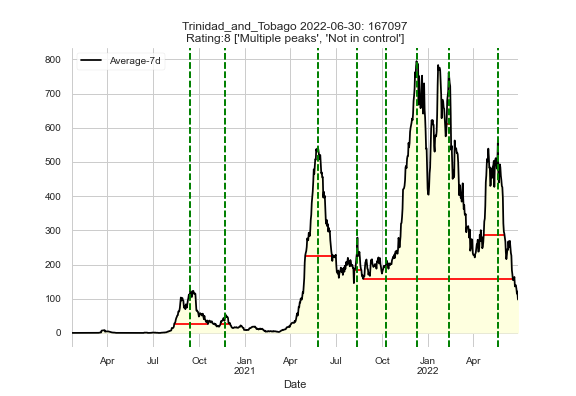 Trinidad_and_Tobago 2022-06-30: 167097
Rating:8 ['Multiple peaks', 'Not in control']
Average-7d
800
700
600
500
400
300
200
100
0
Apr Jul Oct Jan Apr Jul Oct Jan Apr
2021 2022
Date